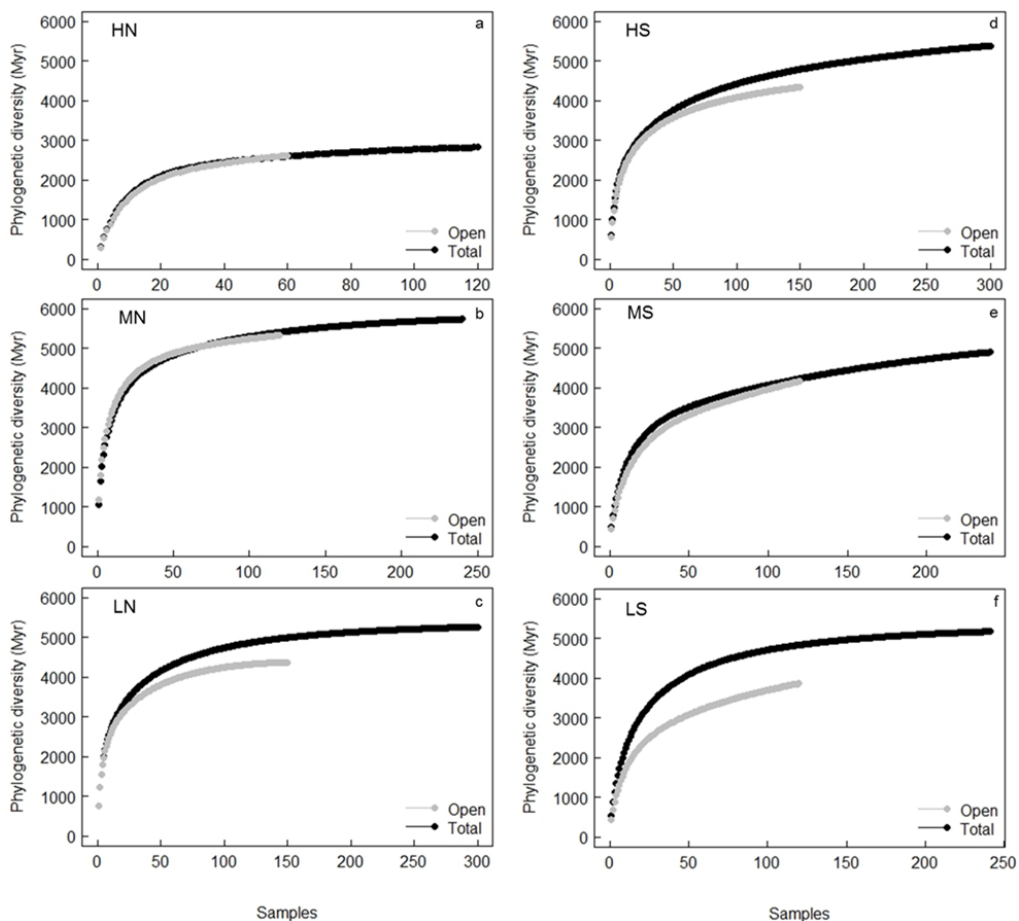 HN
a
6000
5000
4000
3000
2000
1000
0
Phylogenetic diversity (Myr)
Open
Total
0 20 40 60 80 100 120
HS
d
6000
5000
4000
3000
2000
1000
0
Phylogenetic diversity (Myr)
Open
Total
0 50 100 150 200 250 300
MN
b
6000
5000
4000
3000
2000
1000
0
Phylogenetic diversity (Myr)
Open
Total
0 50 100 150 200 250
MS
e
6000
5000
4000
3000
2000
1000
0
Phylogenetic diversity (Myr)
Open
Total
0 50 100 150 200
LN
c
6000
5000
4000
3000
2000
1000
0
Phylogenetic diversity (Myr)
Open
Total
0 50 100 150 200 250 300
Samples
LS
f
6000
5000
4000
3000
2000
1000
0
Phylogenetic diversity (Myr)
Open
Total
0 50 100 150 200 250
Samples